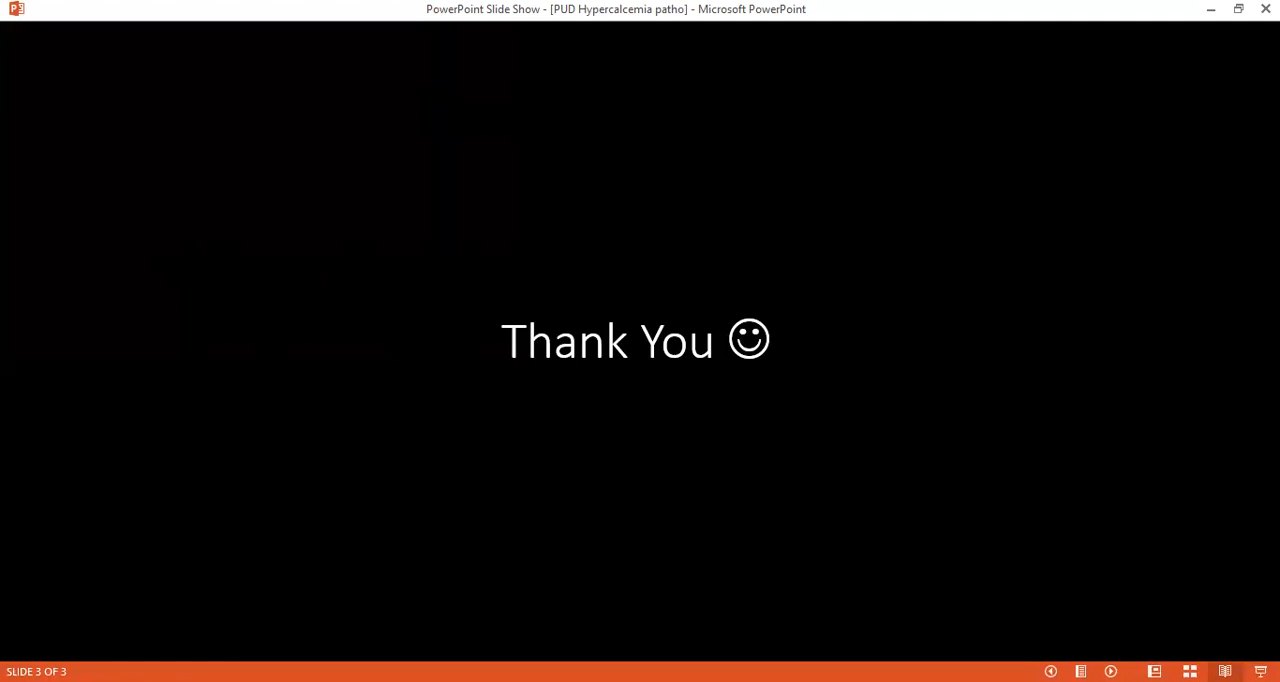 PowerPoint Slide Show - [PUD Hypercalcemia patho] - Microsoft PowerPoint
Thank You ☺
SLIDE 3 OF 3